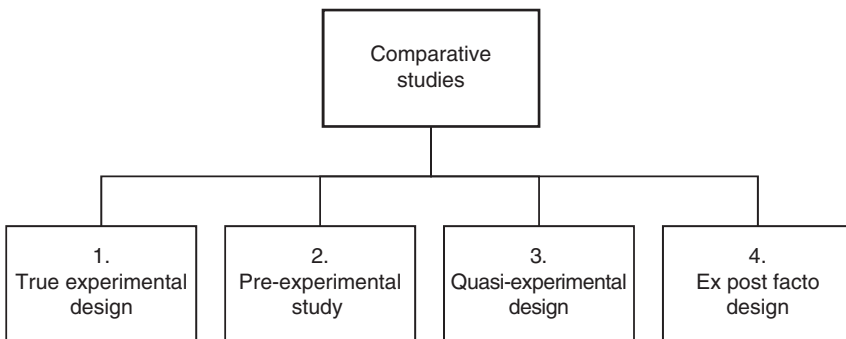 Comparative
studies
1.
True experimental
design
2.
Pre-experimental
study
3.
Quasi-experimental
design
4.
Ex post facto
design